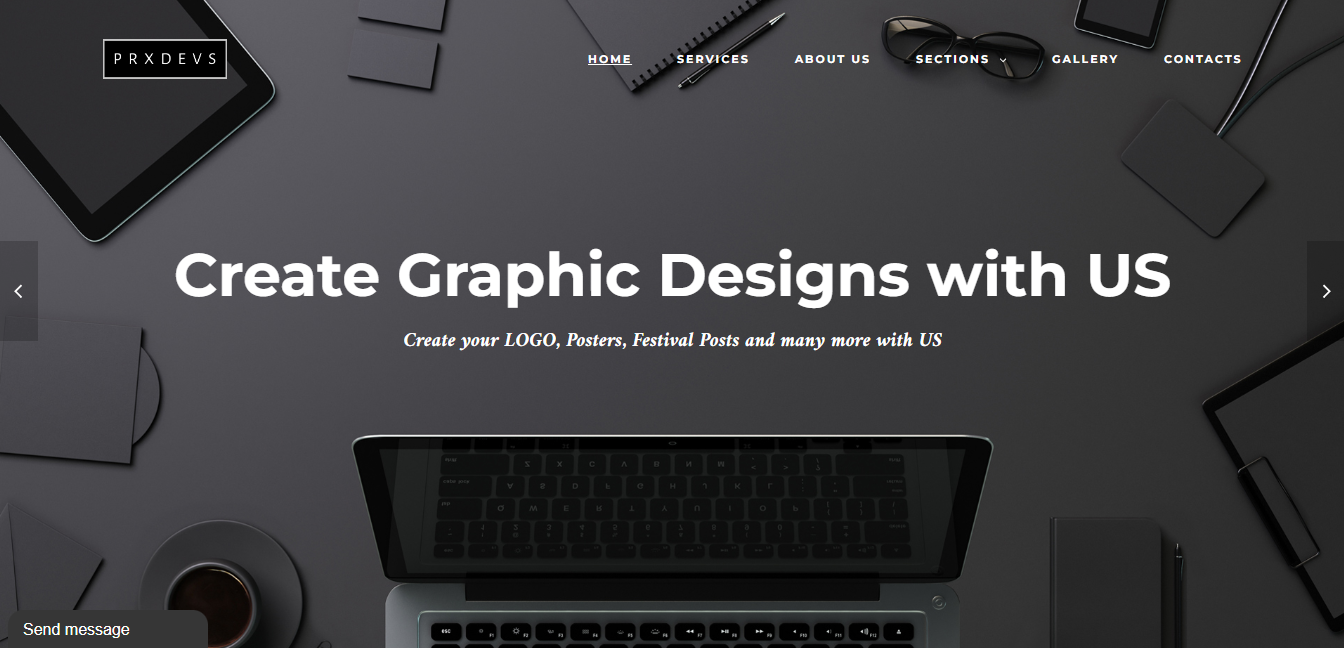 PRXDEVS
HOME SERVICES ABOUT US SECTIONS GALLERY CONTACTS
Create Graphic Designs with US
Create your LOGO, Posters, Festival Posts and many more with US
Send message